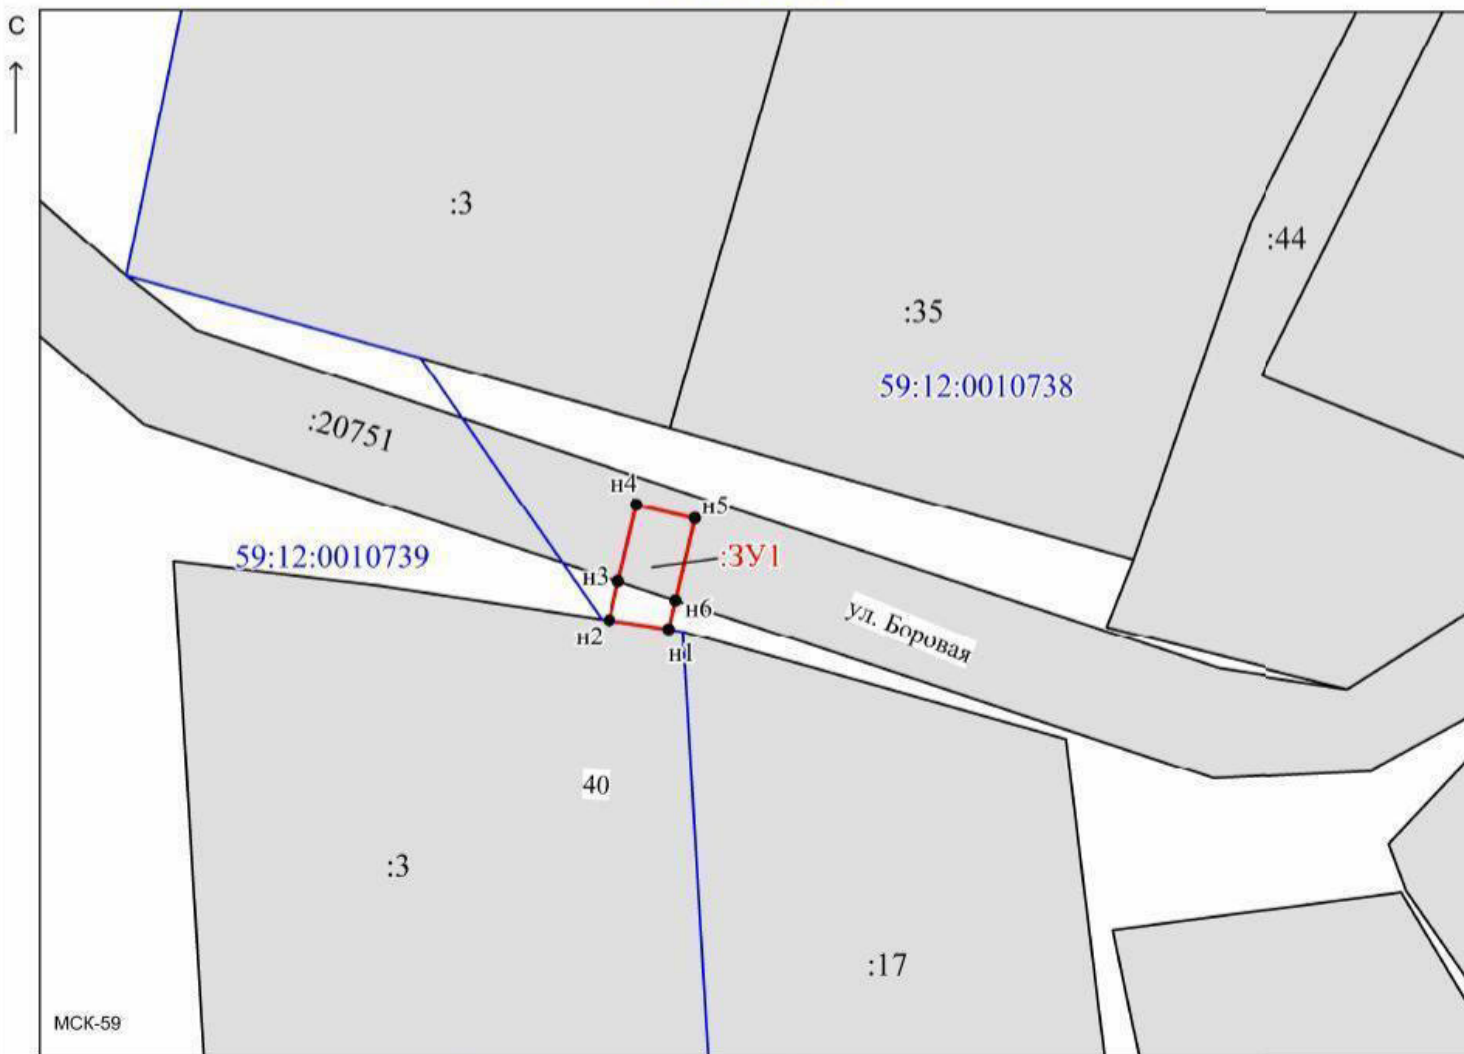 С
:3
:44
:35
59:12:0010738
:20751
н4
н5
59:12:0010739
:ЗУ1
н3
н6
ул. Боровая
н2
н1
40
:3
:17
МСК-59